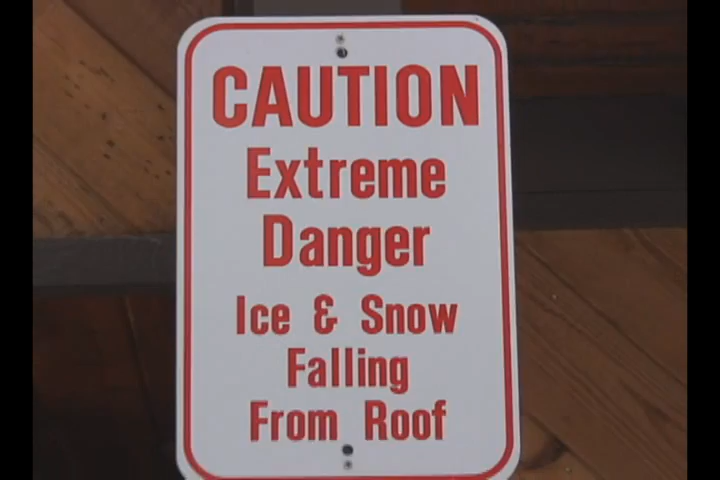 CAUTION
Extreme
Danger
Ice & Snow
Falling
From Roof